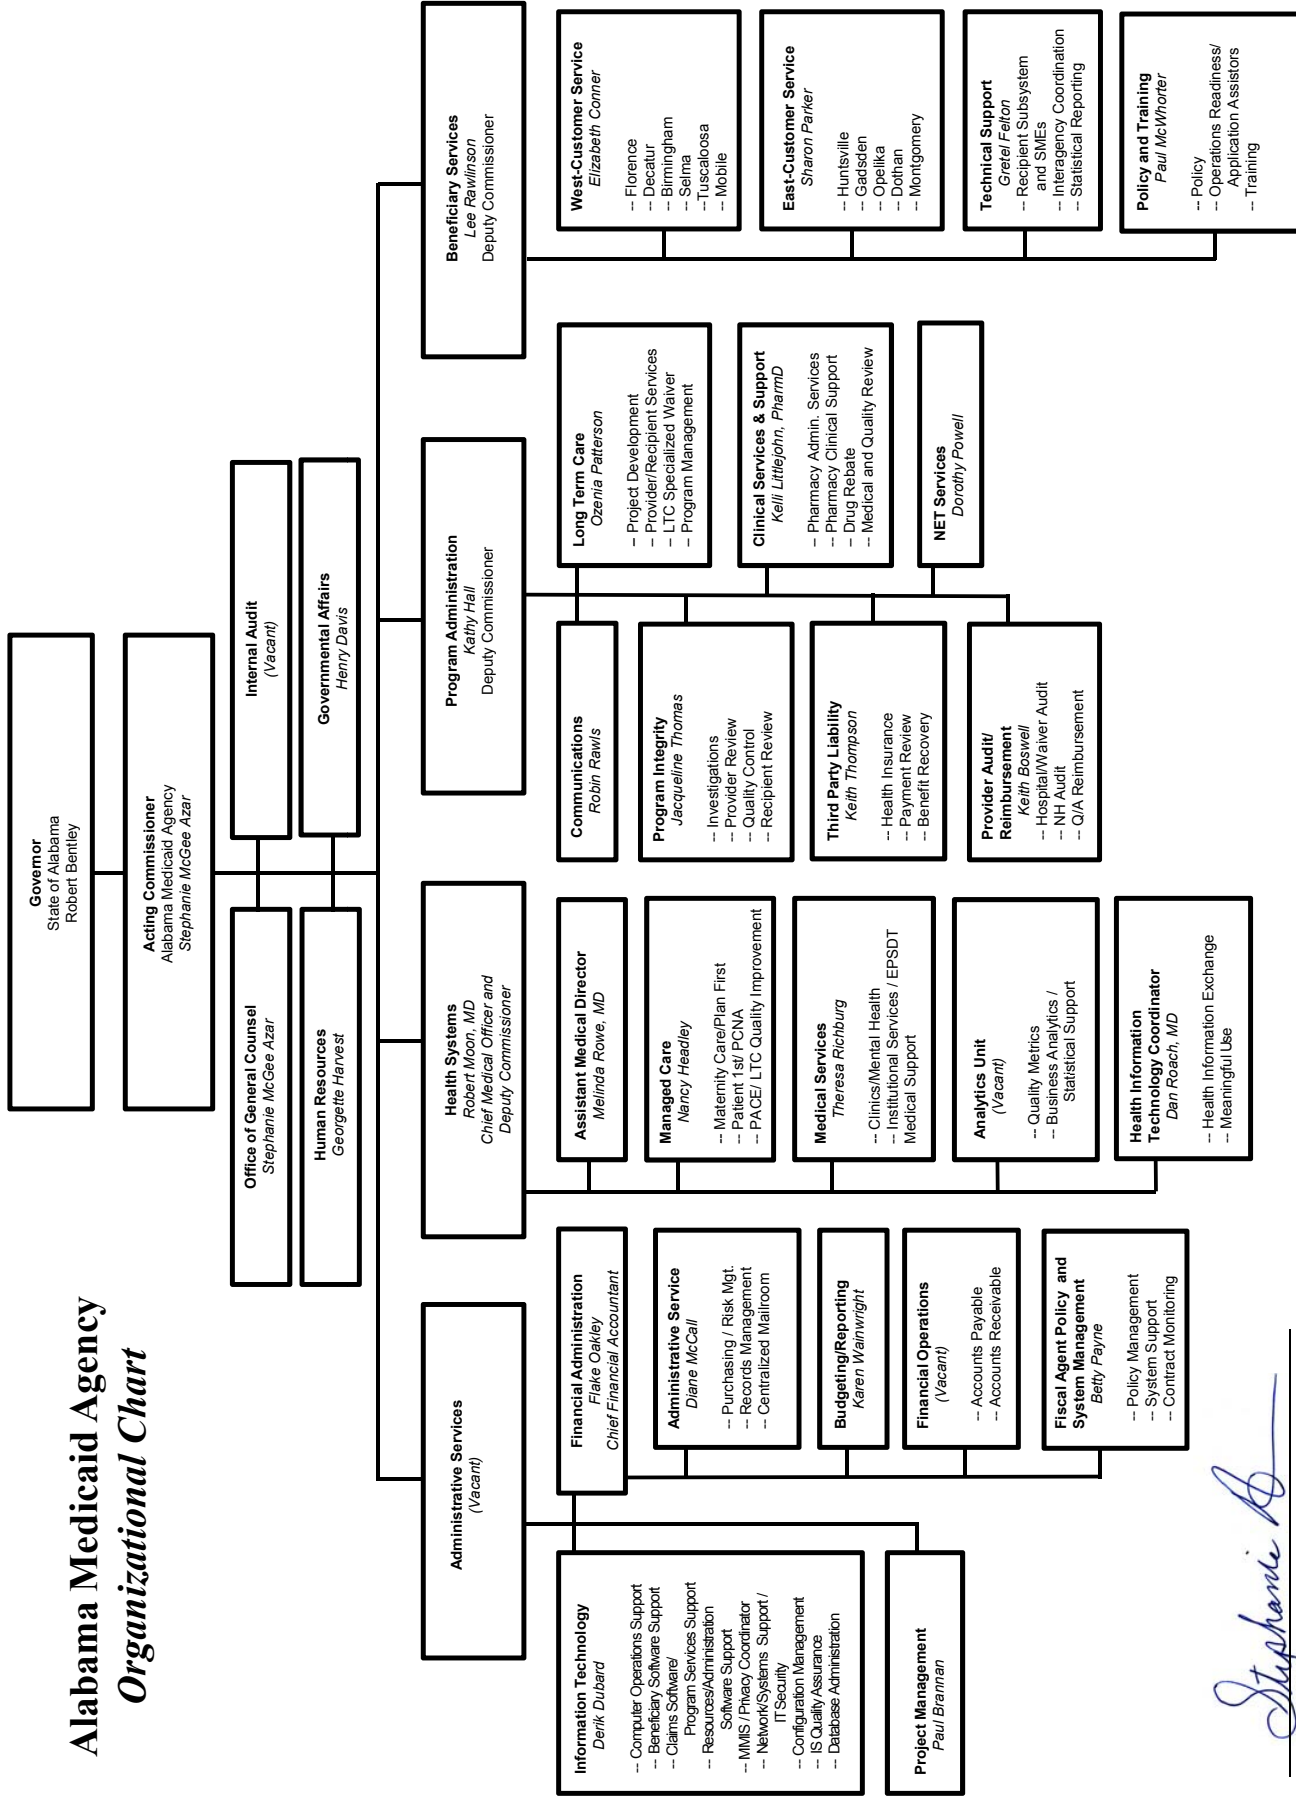 Alabama Medicaid Agency
Organizational Chart
Governor
State of Alabama
Robert Bentley
Acting Commissioner
Alabama Medicaid Agency
Stephanie McGee Azar
Office of General Counsel
Stephanie McGee Azar
Internal Audit
(Vacant)
Human Resources
Georgette Harvest
Governmental Affairs
Henry Davis
Administrative Services
(Vacant)
Health Systems
Robert Moon, MD
Chief Medical Officer and
Deputy Commissioner
Program Administration
Kathy Hall
Deputy Commissioner
Beneficiary Services
Lee Rawlinson
Deputy Commissioner
Information Technology
Derik Dubard
-- Computer Operations Support
-- Beneficiary Software Support
-- Claims Software/
Program Services Support
-- Resources/Administration
Software Support
-- MMIS / Privacy Coordinator
-- Network/Systems Support /
IT Security
-- Configuration Management
-- IS Quality Assurance
-- Database Administration
Project Management
Paul Brannan
Financial Administration
Flake Oakley
Chief Financial Accountant
Administrative Service
Diane McCall
-- Purchasing / Risk Mgt.
-- Records Management
-- Centralized Mailroom
Budgeting/Reporting
Karen Wainwright
Financial Operations
(Vacant)
-- Accounts Payable
-- Accounts Receivable
Fiscal Agent Policy and
System Management
Betty Payne
-- Policy Management
-- System Support
-- Contract Monitoring
Assistant Medical Director
Melinda Rowe, MD
Managed Care
Nancy Headley
-- Maternity Care/Plan First
-- Patient 1st/ PCNA
-- PACE/ LTC Quality Improvement
Medical Services
Theresa Richburg
-- Clinics/Mental Health
-- Institutional Services / EPSDT
Medical Support
Analytics Unit
(Vacant)
-- Quality Metrics
-- Business Analytics /
Statistical Support
Health Information
Technology Coordinator
Dan Roach, MD
-- Health Information Exchange
-- Meaningful Use
Communications
Robin Rawls
Program Integrity
Jacqueline Thomas
-- Investigations
-- Provider Review
-- Quality Control
-- Recipient Review
Third Party Liability
Keith Thompson
-- Health Insurance
-- Payment Review
-- Benefit Recovery
Provider Audit/
Reimbursement
Keith Boswell
-- Hospital/Waiver Audit
-- NH Audit
-- Q/A Reimbursement
Long Term Care
Ozenia Patterson
– Project Development
– Provider/Recipient Services
– LTC Specialized Waiver
-- Program Management
Clinical Services & Support
Kelli Littlejohn, PharmD
– Pharmacy Admin. Services
-- Pharmacy Clinical Support
– Drug Rebate
-- Medical and Quality Review
NET Services
Dorothy Powell
West-Customer Service
Elizabeth Conner
-- Florence
-- Decatur
-- Birmingham
-- Selma
--Tuscaloosa
-- Mobile
East-Customer Service
Sharon Parker
-- Huntsville
-- Gadsden
-- Opelika
-- Dothan
-- Montgomery
Technical Support
Gretel Felton
-- Recipient Subsystem
and SMEs
-- Interagency Coordination
-- Statistical Reporting
Policy and Training
Paul McWhorter
-- Policy
-- Operations Readiness/
Application Assistors
-- Training
Stephanie